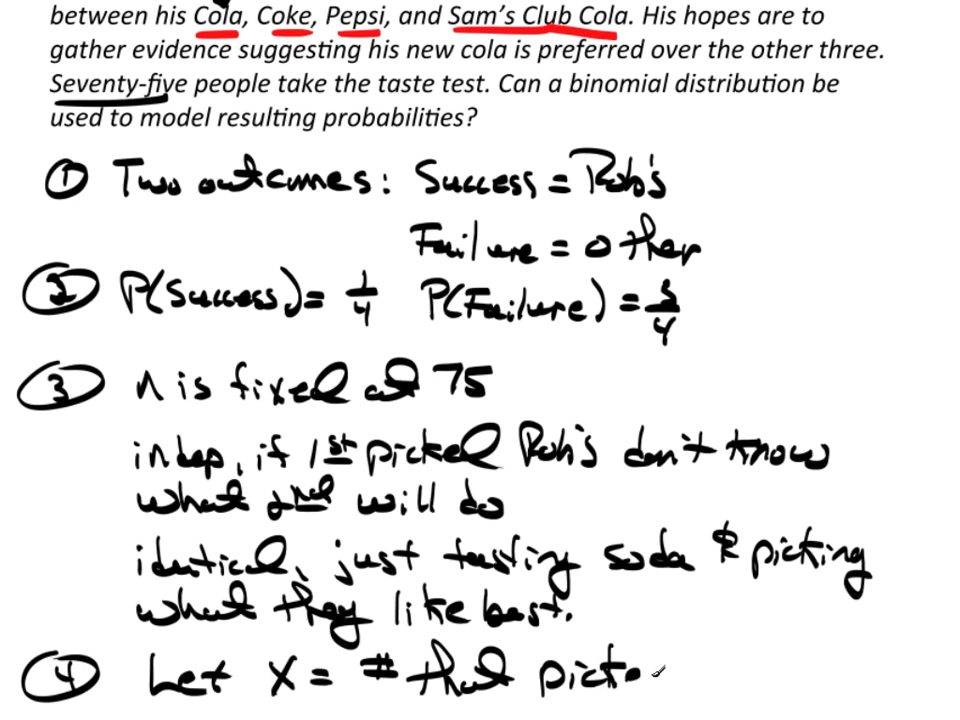 between his Cola, Coke, Pepsi, and Sam's Club Cola. His hopes are to
gather evidence suggesting his new cola is preferred over the other three.
Seventy-five people take the taste test. Can a binomial distribution be
used to model resulting probabilities?
① Two outcomes: Success = Rob's
Failure = other
② P(Success) = 1/4 P(Failure) = 3/4
③ n is fixed at 75
indep, if 1st picked Rob's don't know
what 2nd will do
identical, just tasting soda & picking
what they like best.
④ Let X = # that picks